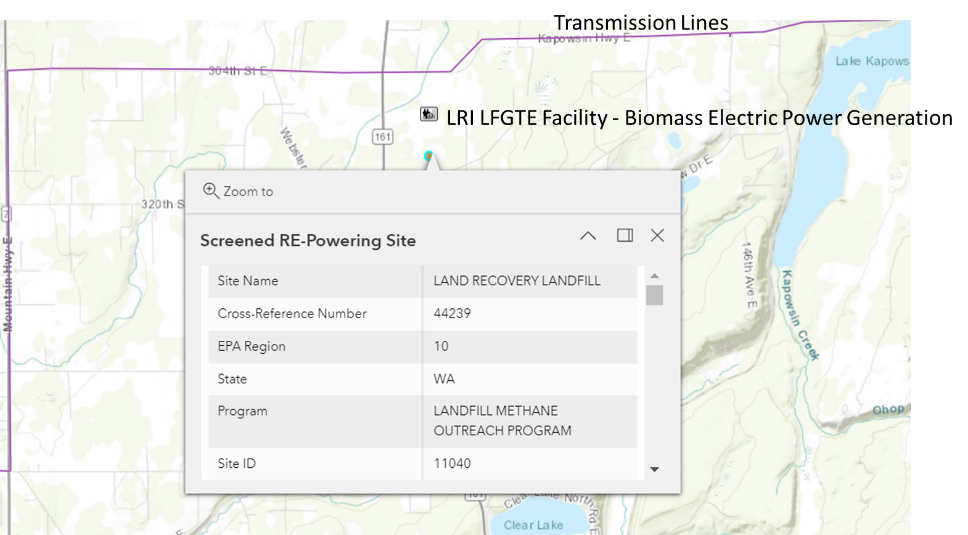 Transmission Lines
Kapowsin Hwy E
Lake Kapows
304th St E
LRI LFGTE Facility - Biomass Electric Power Generation
161
Webster
Zoom to
320th S
7
Mountain Hwy E
Screened RE-Powering Site
Site Name LAND RECOVERY LANDFILL
Cross-Reference Number 44239
EPA Region 10
State WA
Program LANDFILL METHANE
OUTREACH PROGRAM
Site ID 11040
w Dr E
146th Ave E
Kapowsin Creek
Ohop
161
Clear Lake North Rd E
Clear Lake
E